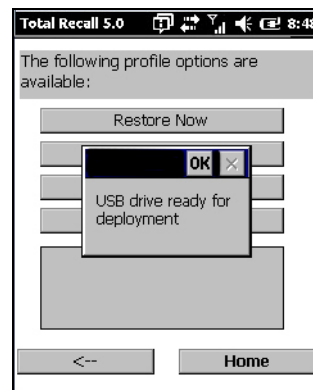 Total Recall 5.0 8:48
The following profile options are
available:
Restore Now
OK
USB drive ready for
deployment
<--
Home